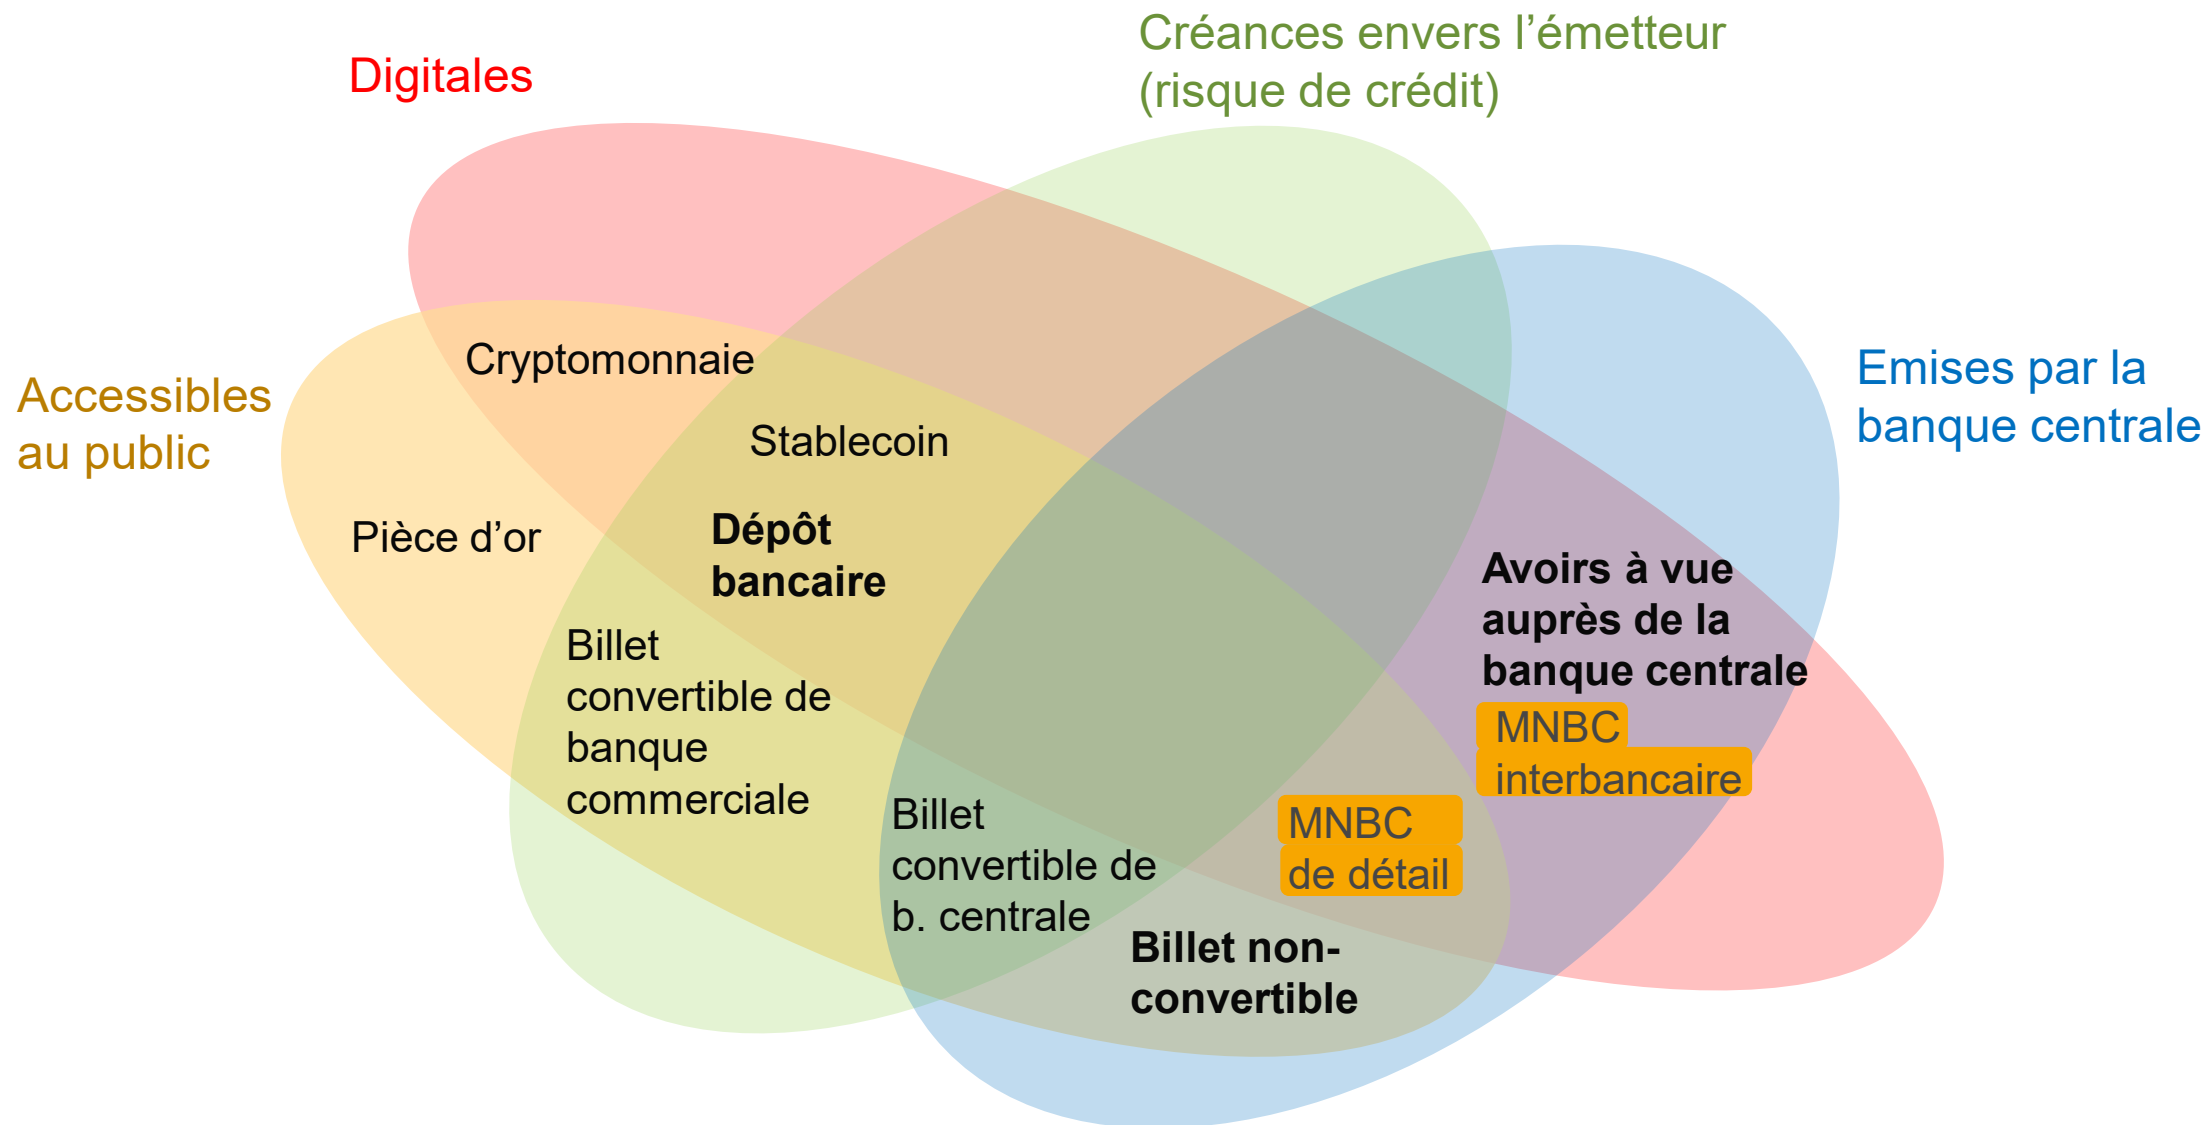 Créances envers l’émetteur
(risque de crédit)
Digitales
Accessibles
au public
Emises par la
banque centrale
Cryptomonnaie
Stablecoin
Pièce d’or
Dépôt
bancaire
Billet
convertible de
banque
commerciale
Billet
convertible de
b. centrale
Avoirs à vue
auprès de la
banque centrale
MNBC
interbancaire
MNBC
de détail
Billet non-
convertible